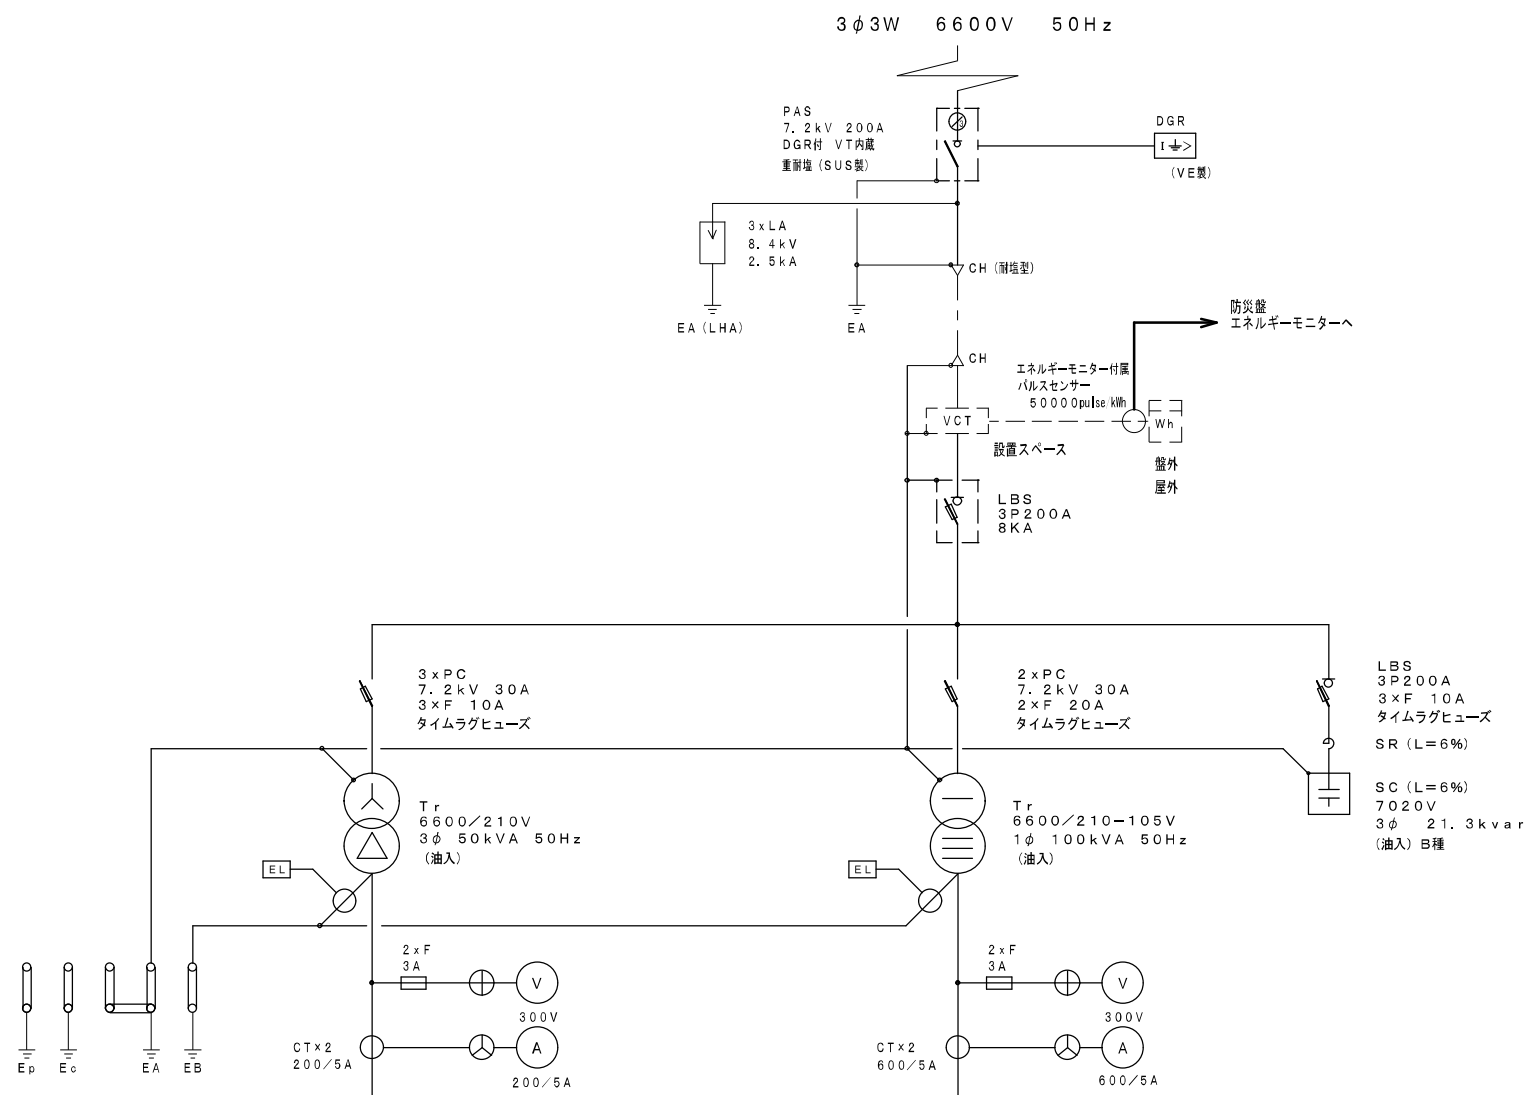 3φ3W 6600V 50Hz
PAS
7.2kV 200A
DGR付 VT内蔵
重耐塩(SUS製)
DGR
I >
(VE製)
3xLA
8.4kV
2.5kA
EA(LHA)
EA
CH(耐塩型)
CH
防災盤
エネルギーモニターへ
エネルギーモニター付属
パルスセンサー
50000pulse/kWh
VCT
Wh
設置スペース
盤外
屋外
LBS
3P200A
8KA
3xPC
7.2kV 30A
3×F 10A
タイムラグヒューズ
2xPC
7.2kV 30A
2×F 20A
タイムラグヒューズ
LBS
3P200A
3×F 10A
タイムラグヒューズ
SR(L=6%)
SC(L=6%)
7020V
3φ 21.3kvar
(油入)B種
Tr
6600/210V
3φ 50kVA 50Hz
(油入)
Tr
6600/210-105V
1φ 100kVA 50Hz
(油入)
EL
EL
2xF
3A
V
300V
2xF
3A
V
300V
CT×2
200/5A
A
200/5A
CT×2
600/5A
A
600/5A
Ep
Ec
EA
EB